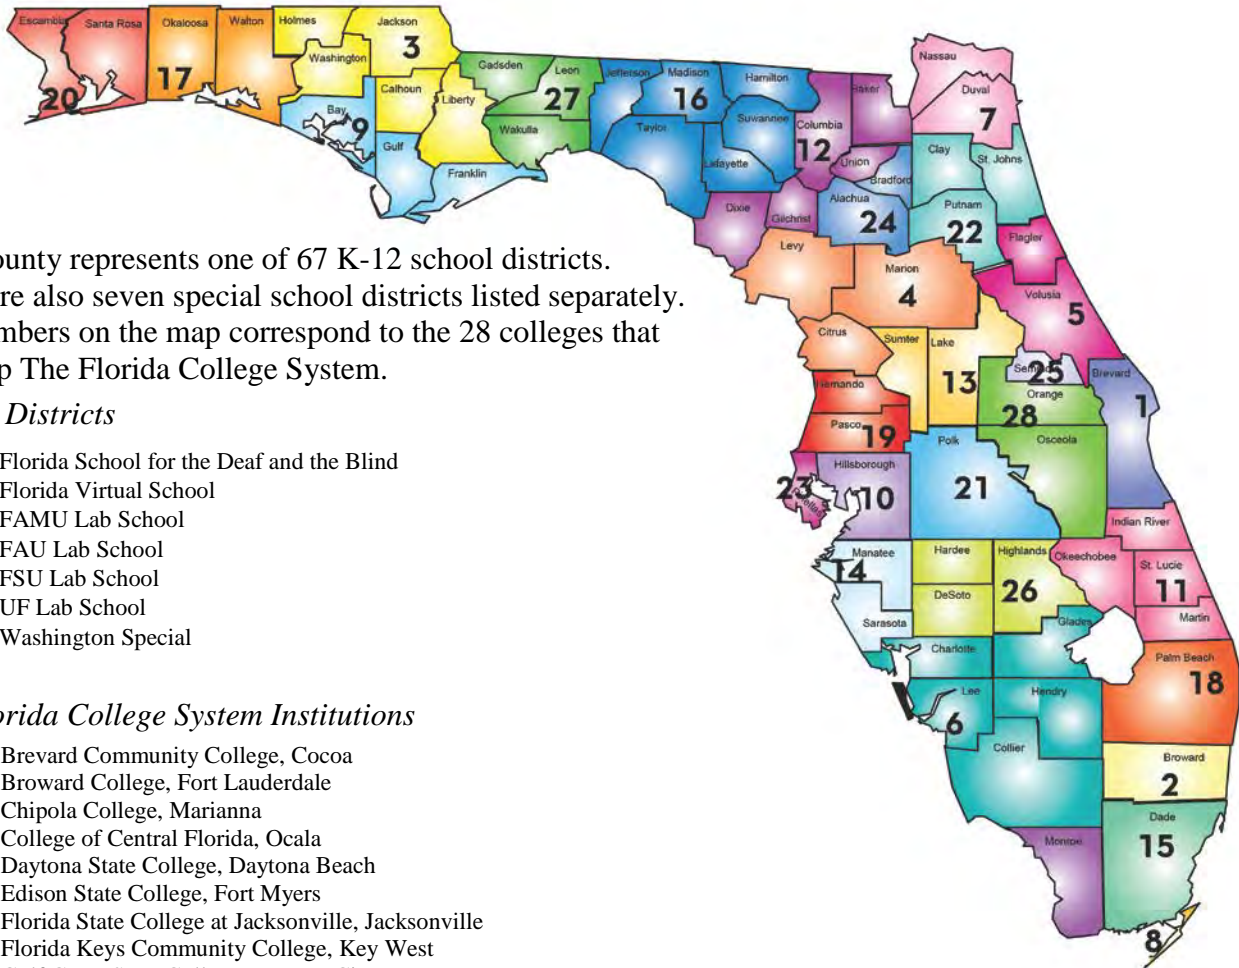 Escambia
Santa Rosa
Okaloosa
Walton
Holmes
Jackson
3
Washington
17
20
Calhoun
Liberty
Bay
9
Gulf
Franklin
Gadsden
Leon
27
Wakulla
Jefferson
Madison
16
Hamilton
Taylor
Suwannee
Lafayette
Columbia
12
Baker
Union
Bradford
Nassau
Duval
7
Clay
St. Johns
Dixie
Gilchrist
Alachua
24
Putnam
22
Flagler
Levy
Marion
4
Volusia
5
Citrus
Sumter
Lake
13
25
Brevard
1
Hernando
Orange
28
Pasco
19
Polk
21
Osceola
Hillsborough
10
23
Pinellas
Indian River
Manatee
14
Hardee
Highlands
26
Okeechobee
St. Lucie
11
DeSoto
Sarasota
Martin
Charlotte
Glades
Palm Beach
18
Lee
6
Hendry
Collier
Broward
2
Dade
15
Monroe
8
ounty represents one of 67 K-12 school districts.
re also seven special school districts listed separately.
mbers on the map correspond to the 28 colleges that
p The Florida College System.
Districts
Florida School for the Deaf and the Blind
Florida Virtual School
FAMU Lab School
FAU Lab School
FSU Lab School
UF Lab School
Washington Special
orida College System Institutions
Brevard Community College, Cocoa
Broward College, Fort Lauderdale
Chipola College, Marianna
College of Central Florida, Ocala
Daytona State College, Daytona Beach
Edison State College, Fort Myers
Florida State College at Jacksonville, Jacksonville
Florida Keys Community College, Key West